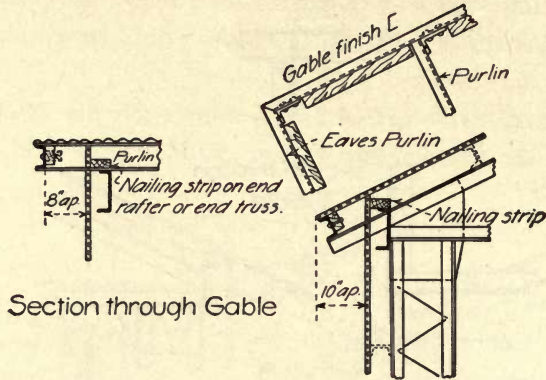 Gable finish [
Purlin
Eaves Purlin
Purlin
Nailing strip on end
rafter or end truss.
8"ap.
Nailing strip
10"ap.
Section through Gable